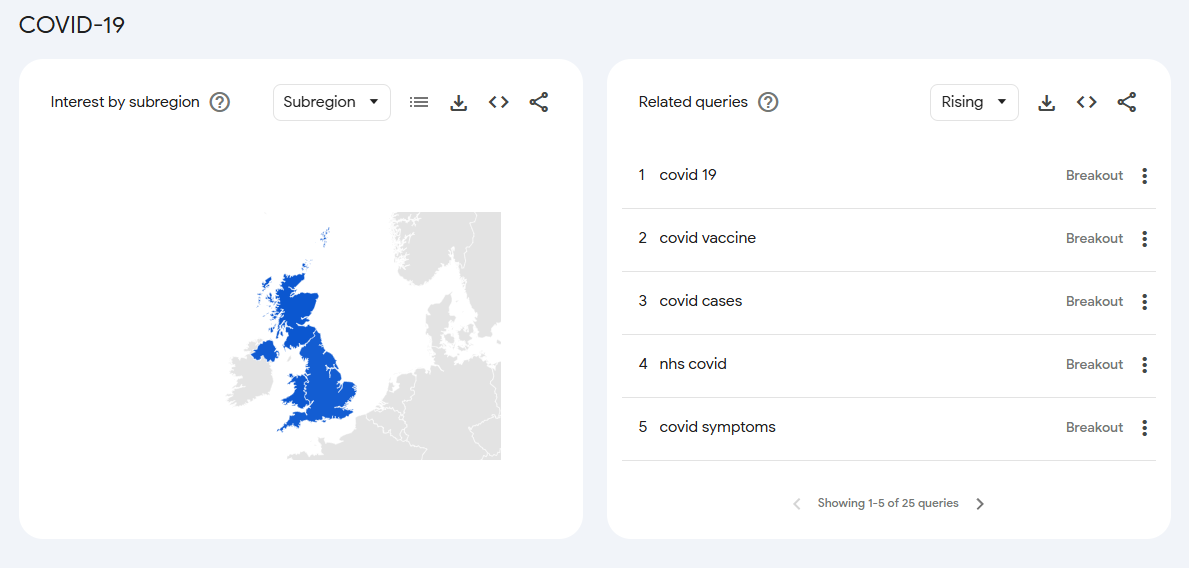 COVID-19
Interest by subregion
Subregion
Related queries
Rising
1 covid 19 Breakout
2 covid vaccine Breakout
3 covid cases Breakout
4 nhs covid Breakout
5 covid symptoms Breakout
Showing 1-5 of 25 queries